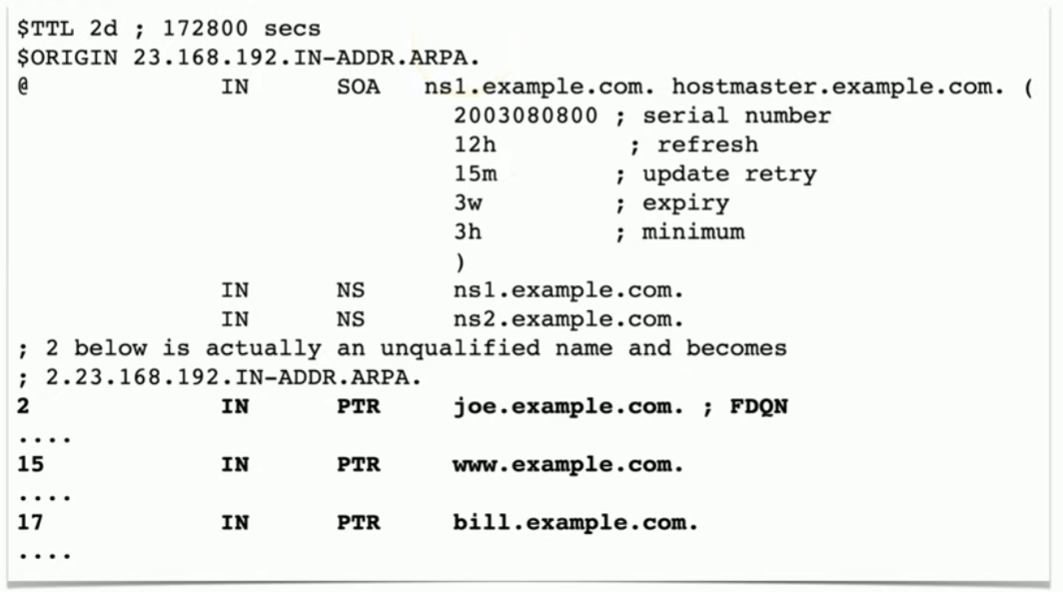 $TTL 2d ; 172800 secs
$ORIGIN 23.168.192.IN-ADDR.ARPA.
@ IN SOA ns1.example.com. hostmaster.example.com. (
2003080800 ; serial number
12h ; refresh
15m ; update retry
3w ; expiry
3h ; minimum
)
IN NS ns1.example.com.
IN NS ns2.example.com.
; 2 below is actually an unqualified name and becomes
; 2.23.168.192.IN-ADDR.ARPA.
2 IN PTR joe.example.com. ; FDQN
....
15 IN PTR www.example.com.
....
17 IN PTR bill.example.com.
....